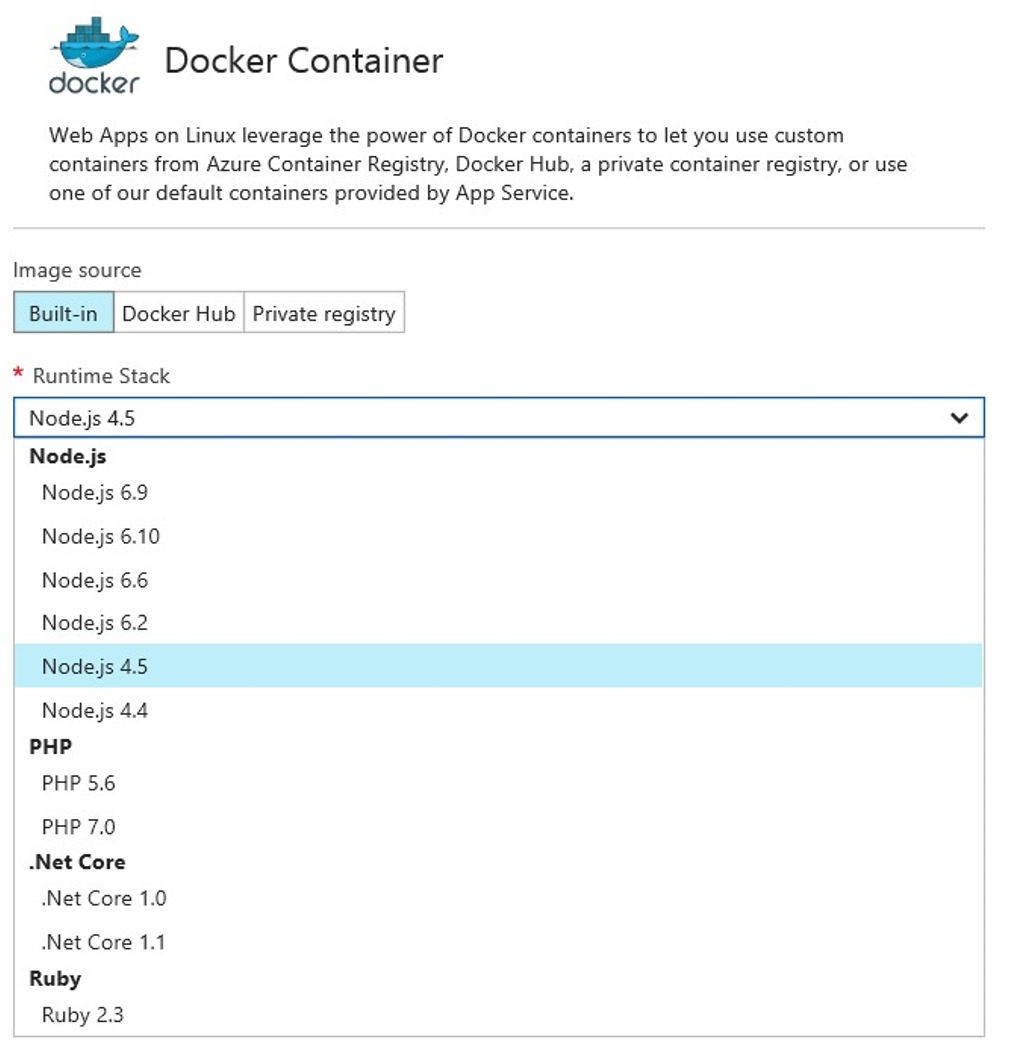 docker
Docker Container
Web Apps on Linux leverage the power of Docker containers to let you use custom
containers from Azure Container Registry, Docker Hub, a private container registry, or use
one of our default containers provided by App Service.
Image source
Built-in Docker Hub Private registry
* Runtime Stack
Node.js 4.5
Node.js
Node.js 6.9
Node.js 6.10
Node.js 6.6
Node.js 6.2
Node.js 4.5
Node.js 4.4
PHP
PHP 5.6
PHP 7.0
.Net Core
.Net Core 1.0
.Net Core 1.1
Ruby
Ruby 2.3